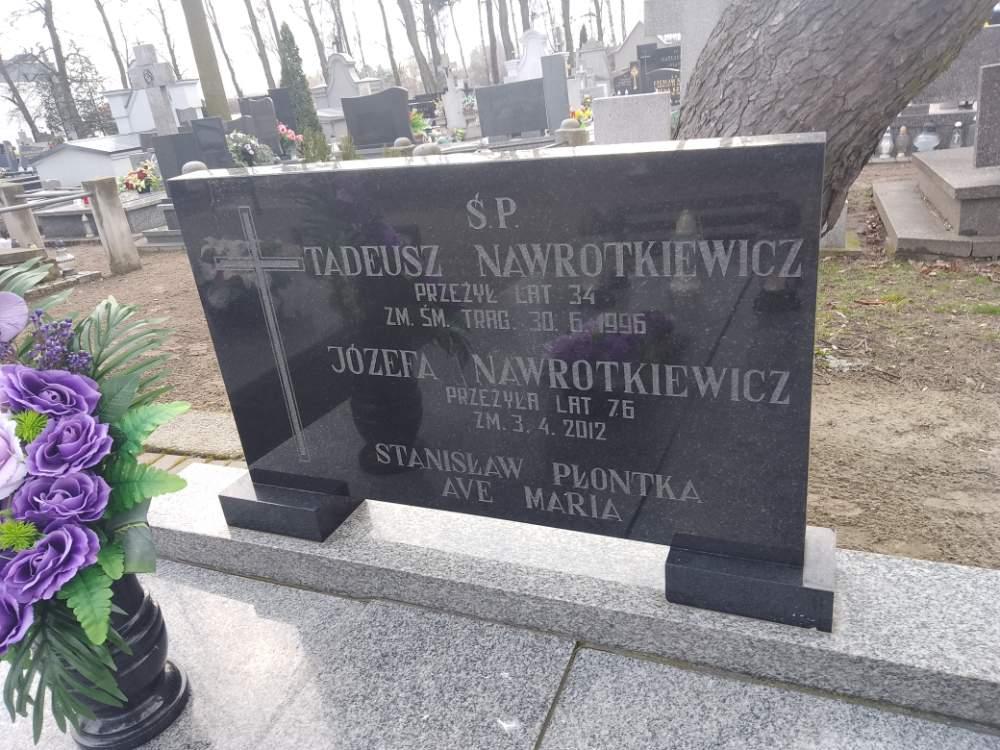 Ś.P.
TADEUSZ NAWROTKIEWICZ
PRZEŻYŁ LAT 34
ZM. ŚM. TRAG. 30. 6. 1996
JÓZEFA NAWROTKIEWICZ
PRZEŻYŁA LAT 76
ZM. 3. 4. 2012
STANISŁAW PŁONTKA
AVE MARIA